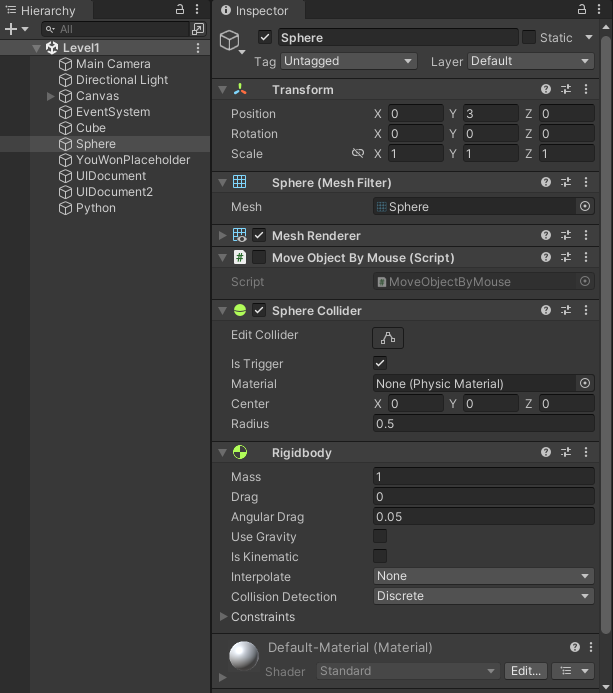 Hierarchy
All
Level1
Main Camera
Directional Light
Canvas
EventSystem
Cube
Sphere
YouWonPlaceholder
UIDocument
UIDocument2
Python
Inspector
Sphere Static
Tag Untagged Layer Default
Transform
Position X 0 Y 3 Z 0
Rotation X 0 Y 0 Z 0
Scale X 1 Y 1 Z 1
Sphere (Mesh Filter)
Mesh Sphere
Mesh Renderer
# Move Object By Mouse (Script)
Script # MoveObjectByMouse
Sphere Collider
Edit Collider
Is Trigger
Material None (Physic Material)
Center X 0 Y 0 Z 0
Radius 0.5
Rigidbody
Mass 1
Drag 0
Angular Drag 0.05
Use Gravity
Is Kinematic
Interpolate None
Collision Detection Discrete
Constraints
Default-Material (Material)
Shader Standard Edit...